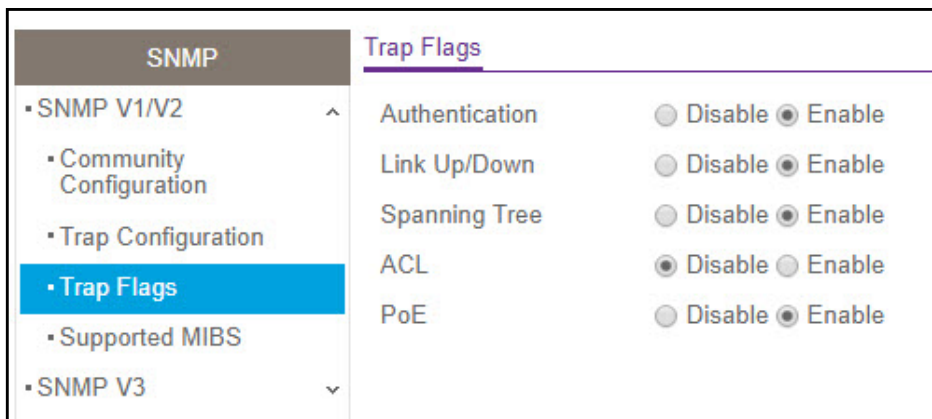 SNMP
SNMP V1/V2
Community
Configuration
Trap Configuration
Trap Flags
Supported MIBS
SNMP V3
Trap Flags
Authentication Disable Enable
Link Up/Down Disable Enable
Spanning Tree Disable Enable
ACL Disable Enable
PoE Disable Enable